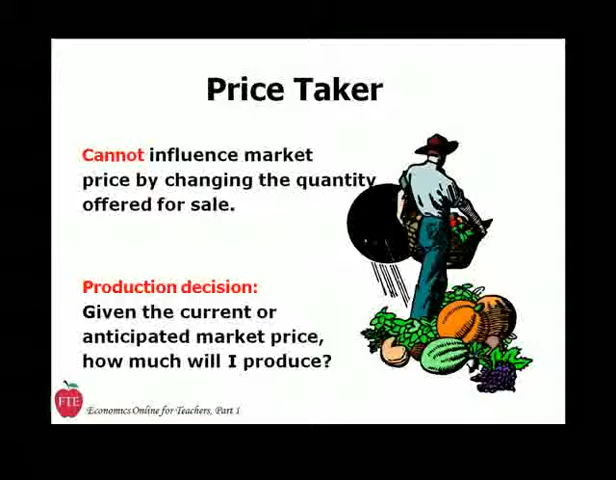 Price Taker
Cannot influence market
price by changing the quantity
offered for sale.
Production decision:
Given the current or
anticipated market price,
how much will I produce?
FTE
Economics Online for Teachers, Part 1